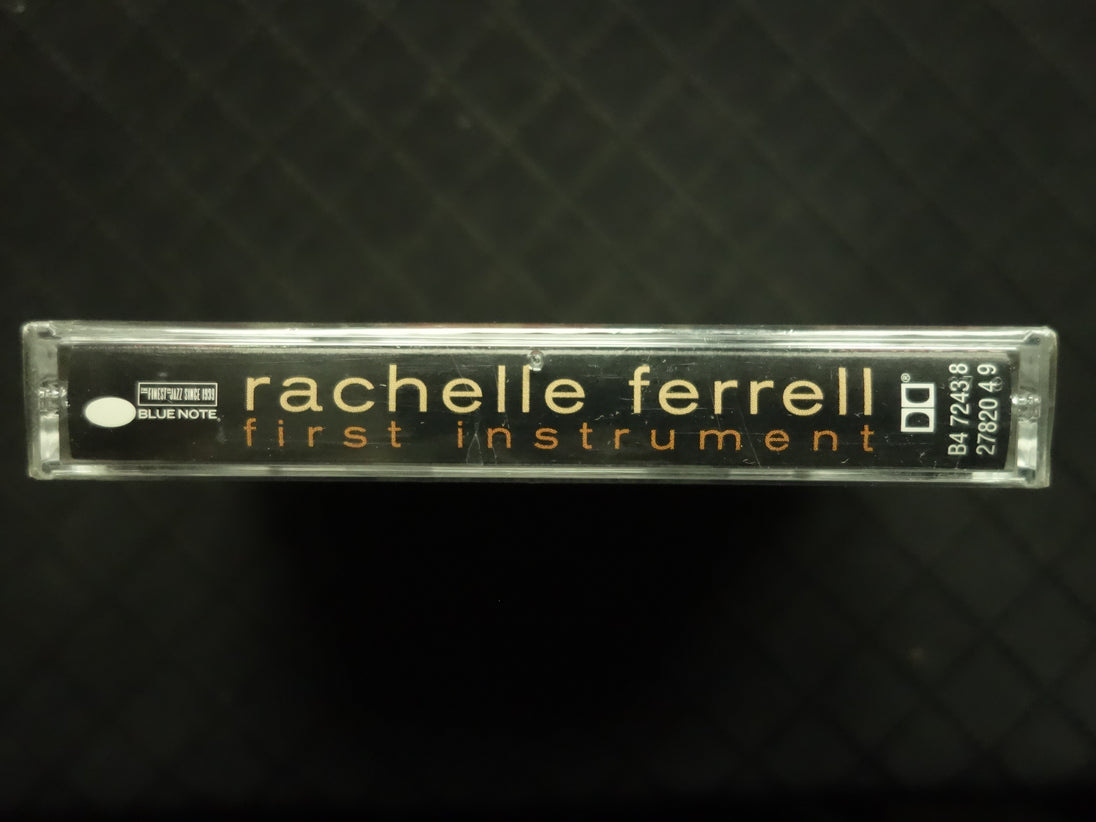 THE FINEST IN JAZZ SINCE 1939
BLUE NOTE
rachelle ferrell
first instrument
®
B4 7243 8
27820 4 9